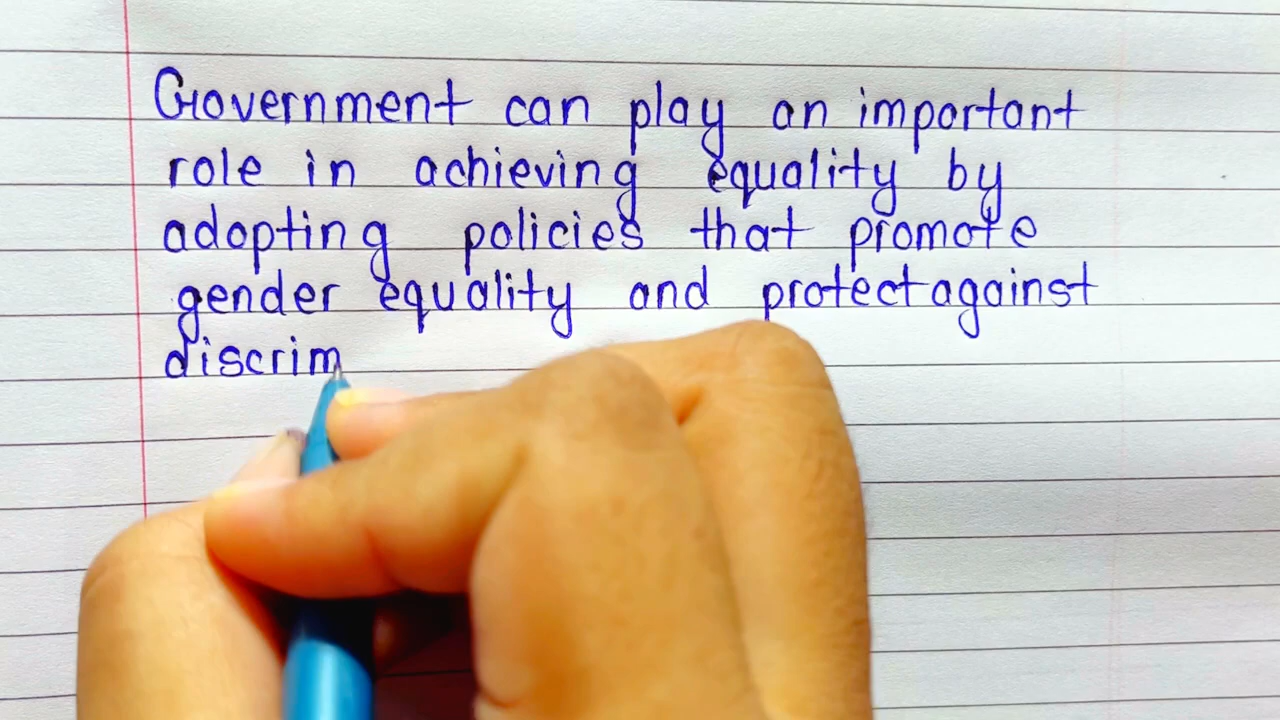 Government can play an important
role in achieving equality by
adopting policies that promote
gender equality and protect against
discrim